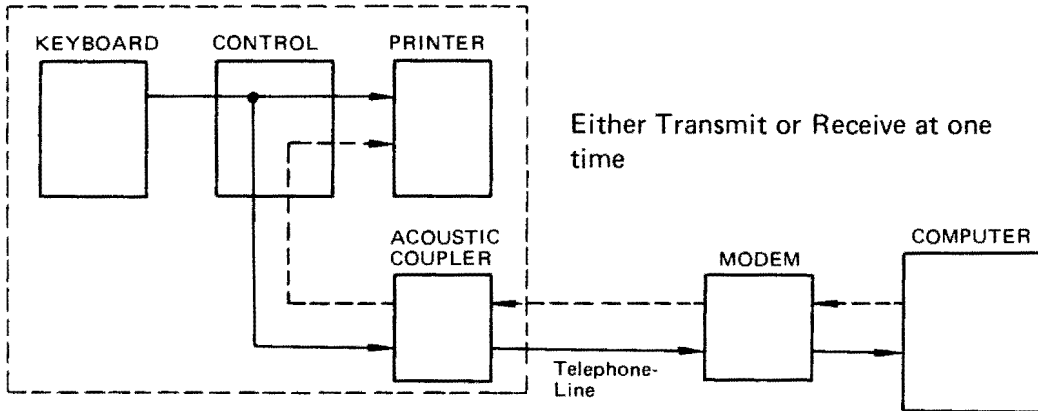 KEYBOARD
CONTROL
PRINTER
Either Transmit or Receive at one
time
ACOUSTIC
COUPLER
MODEM
COMPUTER
Telephone-
Line